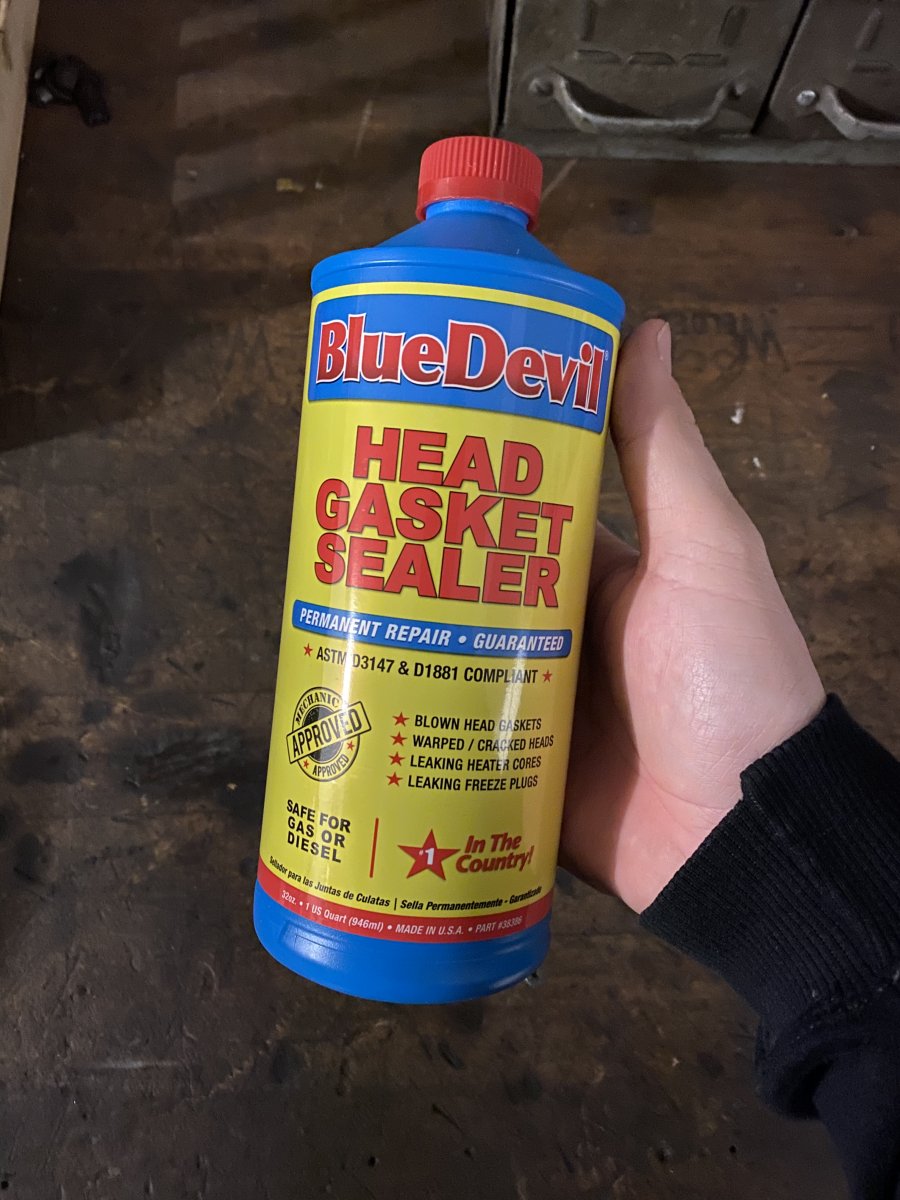 BlueDevil®
HEAD
GASKET
SEALER
PERMANENT REPAIR • GUARANTEED
★ ASTM D3147 & D1881 COMPLIANT ★
MECHANIC
APPROVED
APPROVED
★ BLOWN HEAD GASKETS
★ WARPED / CRACKED HEADS
★ LEAKING HEATER CORES
★ LEAKING FREEZE PLUGS
SAFE FOR
GAS OR
DIESEL
#1 In The
Country!
Sellador para las Juntas de Culatas | Sella Permanentemente - Garantizado
32oz. • 1 US Quart (946ml) • MADE IN U.S.A. • PART #38386